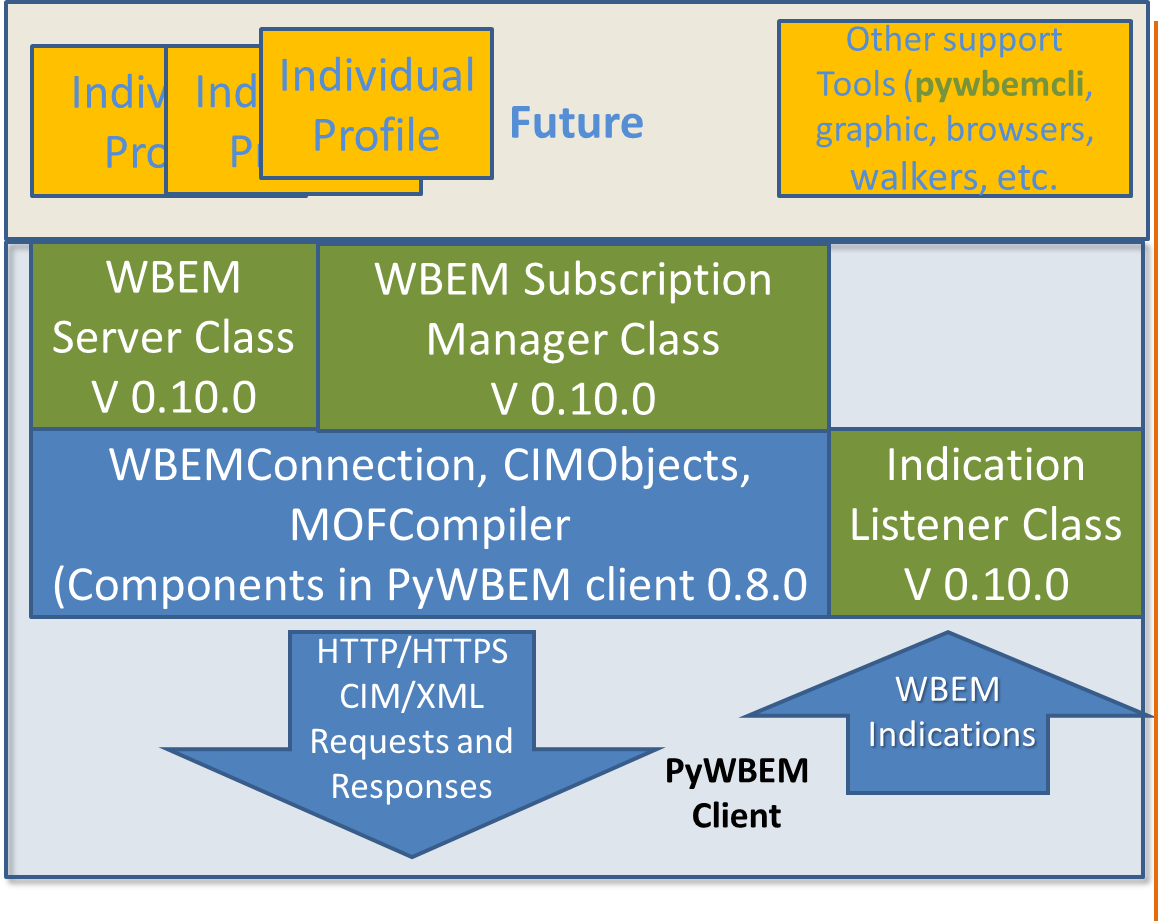 Indiv
Pro
Ind
P
Individual
Profile
Future
Other support
Tools (pywbemcli,
graphic, browsers,
walkers, etc.
WBEM
Server Class
V 0.10.0
WBEM Subscription
Manager Class
V 0.10.0
WBEMConnection, CIMObjects,
MOFCompiler
(Components in PyWBEM client 0.8.0
Indication
Listener Class
V 0.10.0
HTTP/HTTPS
CIM/XML
Requests and
Responses
PyWBEM
Client
WBEM
Indications